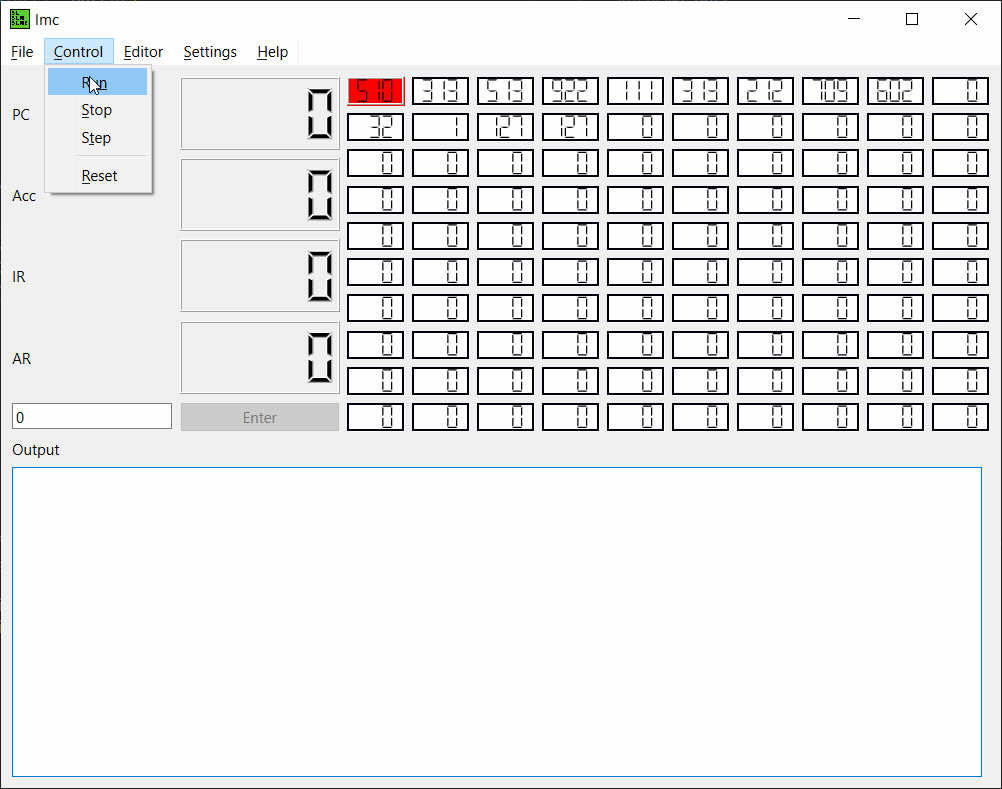 lmc
File Control Editor Settings Help
Run
Stop
Step
Reset
PC 0
Acc 0
IR 0
AR 0
510 313 513 922 111 313 212 709 602 0
32 1 127 127 0 0 0 0 0 0
0 0 0 0 0 0 0 0 0 0
0 0 0 0 0 0 0 0 0 0
0 0 0 0 0 0 0 0 0 0
0 0 0 0 0 0 0 0 0 0
0 0 0 0 0 0 0 0 0 0
0 0 0 0 0 0 0 0 0 0
0 0 0 0 0 0 0 0 0 0
0 0 0 0 0 0 0 0 0 0
0 Enter
Output